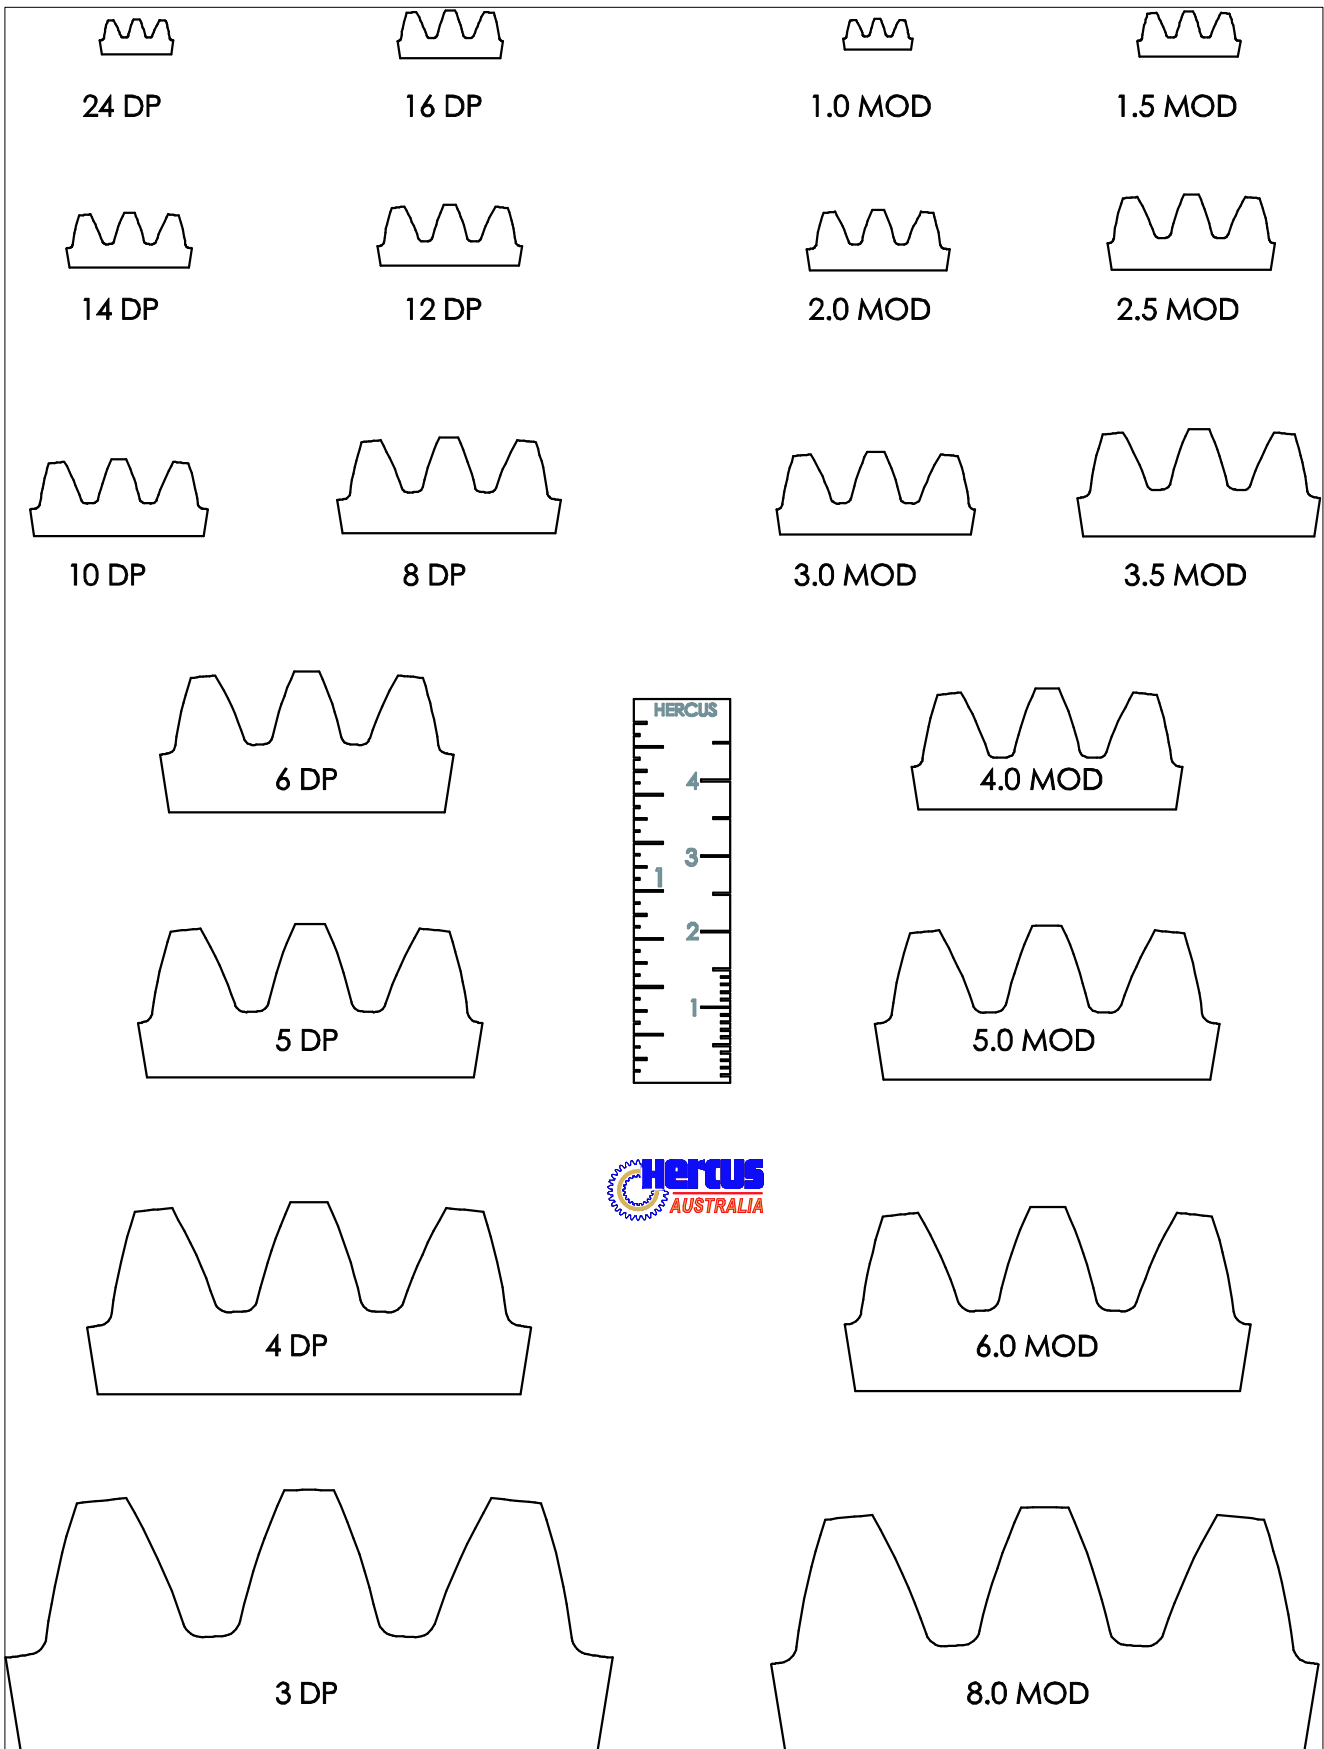 24 DP 16 DP 1.0 MOD 1.5 MOD
14 DP 12 DP 2.0 MOD 2.5 MOD
10 DP 8 DP 3.0 MOD 3.5 MOD
HERCUS
6 DP 4 4.0 MOD
3
1
2
1
5 DP 5.0 MOD
Hercus
AUSTRALIA
4 DP 6.0 MOD
3 DP 8.0 MOD